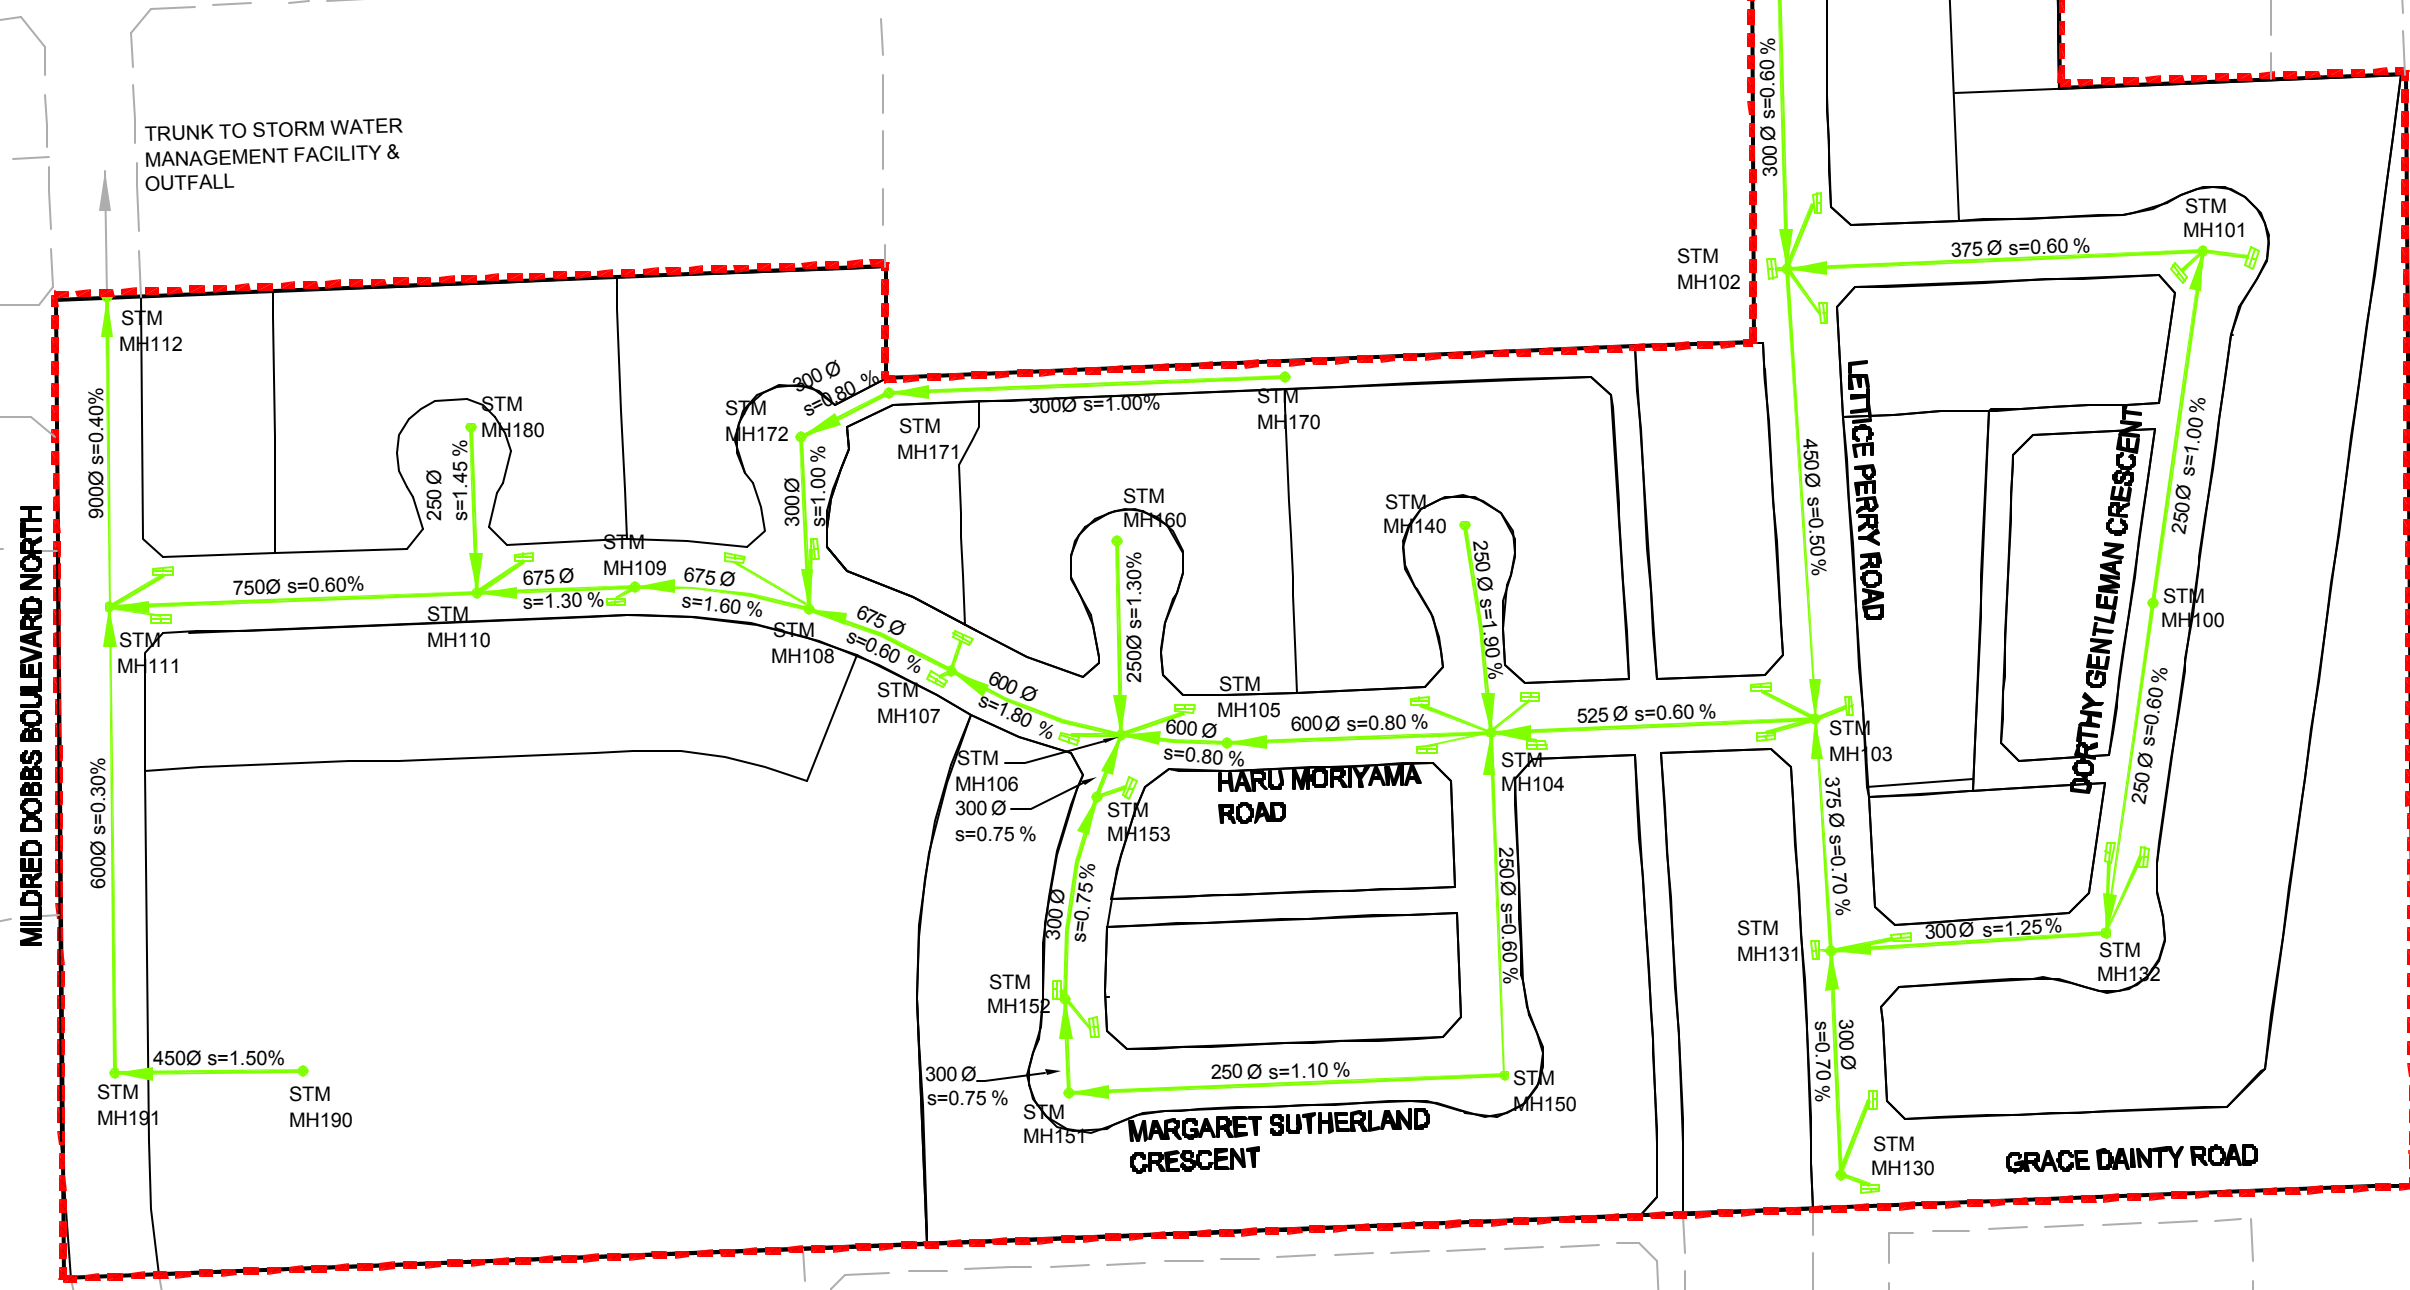 TRUNK TO STORM WATER
MANAGEMENT FACILITY &
OUTFALL
300 Ø s=0.60 %
STM
MH101
375 Ø s=0.60 %
STM
MH102
STM
MH112
900Ø s=0.40%
STM
MH180
250 Ø
s=1.45 %
STM
MH172
300 Ø
s=0.80 %
STM
MH171
300Ø s=1.00%
STM
MH170
300Ø
s=1.00 %
LETTICE PERRY ROAD
450Ø s=0.50%
250Ø s=1.00 %
DORTHY GENTLEMAN CRESCENT
STM
MH100
250 Ø s=0.60 %
STM
MH160
250Ø s=1.30%
STM
MH140
250 Ø s=1.90 %
MILDRED DOBBS BOULEVARD NORTH
STM
MH111
750Ø s=0.60%
STM
MH110
675 Ø
s=1.30 %
STM
MH109
675 Ø
s=1.60 %
STM
MH108
675 Ø
s=0.60 %
STM
MH107
600 Ø
s=1.80 %
STM
MH106
300 Ø
s=0.75 %
600 Ø
s=0.80 %
STM
MH105
600 Ø s=0.80 %
HARU MORIYAMA
ROAD
STM
MH104
525 Ø s=0.60 %
STM
MH103
STM
MH153
375 Ø s=0.70 %
600Ø s=0.30%
300 Ø
s=0.75%
250Ø s=0.60 %
STM
MH131
300 Ø s=1.25%
STM
MH132
STM
MH152
300 Ø
s=0.70 %
450Ø s=1.50%
STM
MH191
STM
MH190
300 Ø
s=0.75 %
250 Ø s=1.10 %
STM
MH151
STM
MH150
MARGARET SUTHERLAND
CRESCENT
STM
MH130
GRACE DAINTY ROAD